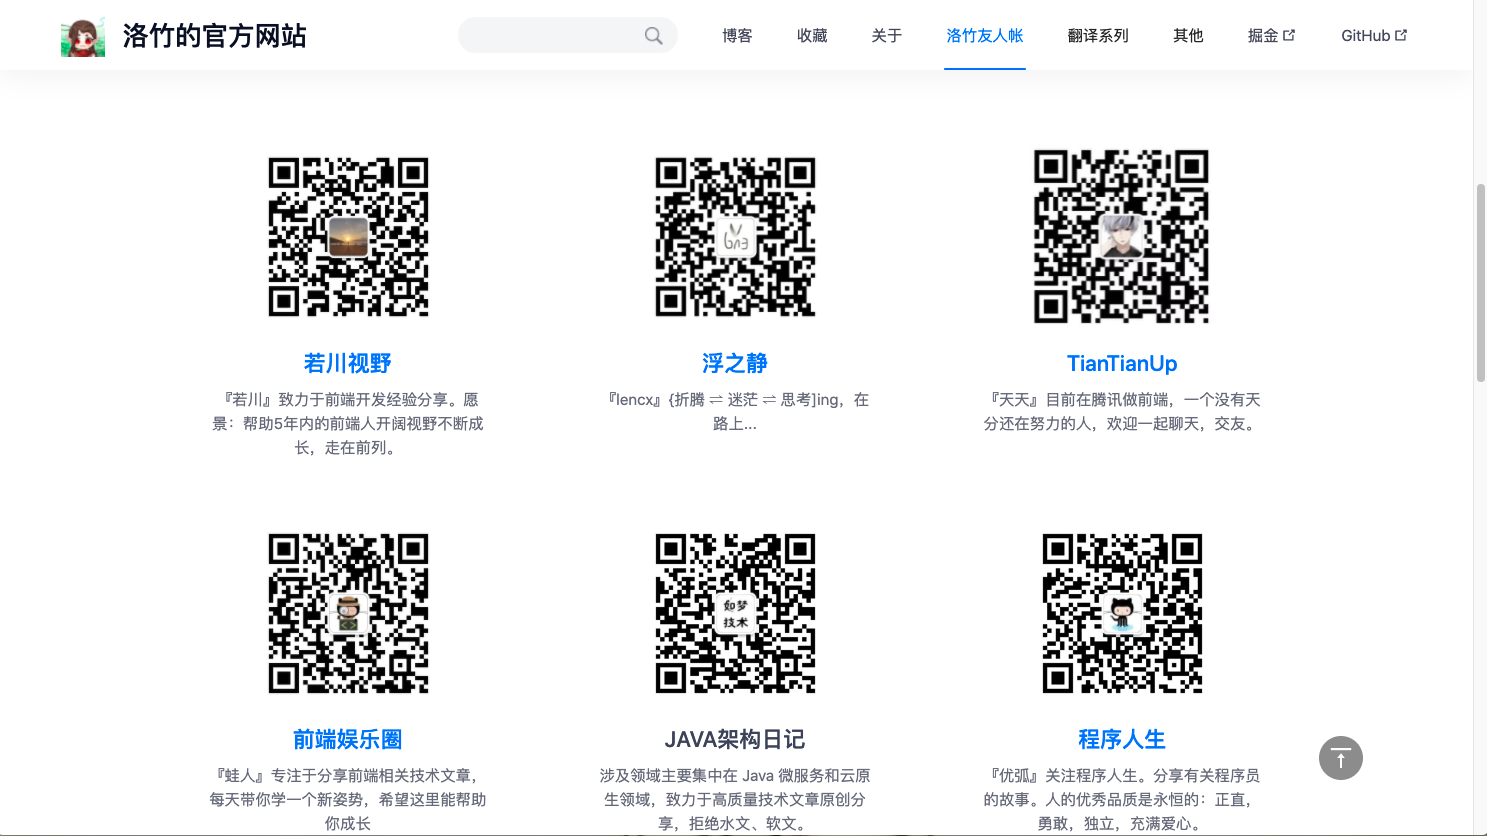 洛竹的官方网站
博客 收藏 关于 洛竹友人帐 翻译系列 其他 掘金 GitHub
若川视野
『若川』致力于前端开发经验分享。愿
景：帮助5年内的前端人开阔视野不断成
长，走在前列。
浮之静
『lencx』{折腾 ⇌ 迷茫 ⇌ 思考]ing，在
路上...
TianTianUp
『天天』目前在腾讯做前端，一个没有天
分还在努力的人，欢迎一起聊天，交友。
前端娱乐圈
『蛙人』专注于分享前端相关技术文章，
每天带你学一个新姿势，希望这里能帮助
你成长
如梦
技术
JAVA架构日记
涉及领域主要集中在 Java 微服务和云原
生领域，致力于高质量技术文章原创分
享，拒绝水文、软文。
程序人生
『优弧』关注程序人生。分享有关程序员
的故事。人的优秀品质是永恒的：正直，
勇敢，独立，充满爱心。